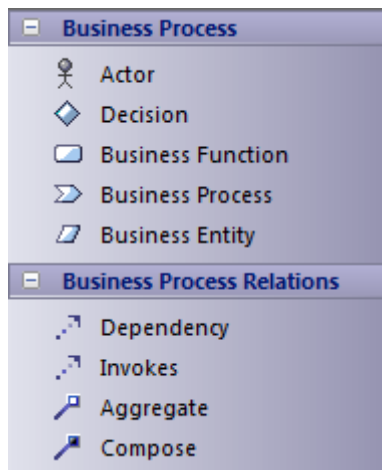 Business Process
Actor
Decision
Business Function
Business Process
Business Entity
Business Process Relations
Dependency
Invokes
Aggregate
Compose